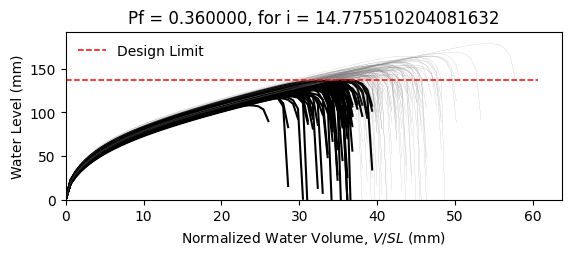 Pf = 0.360000, for i = 14.775510204081632
Design Limit
Water Level (mm)
150
100
50
0
0 10 20 30 40 50 60
Normalized Water Volume, V/SL (mm)